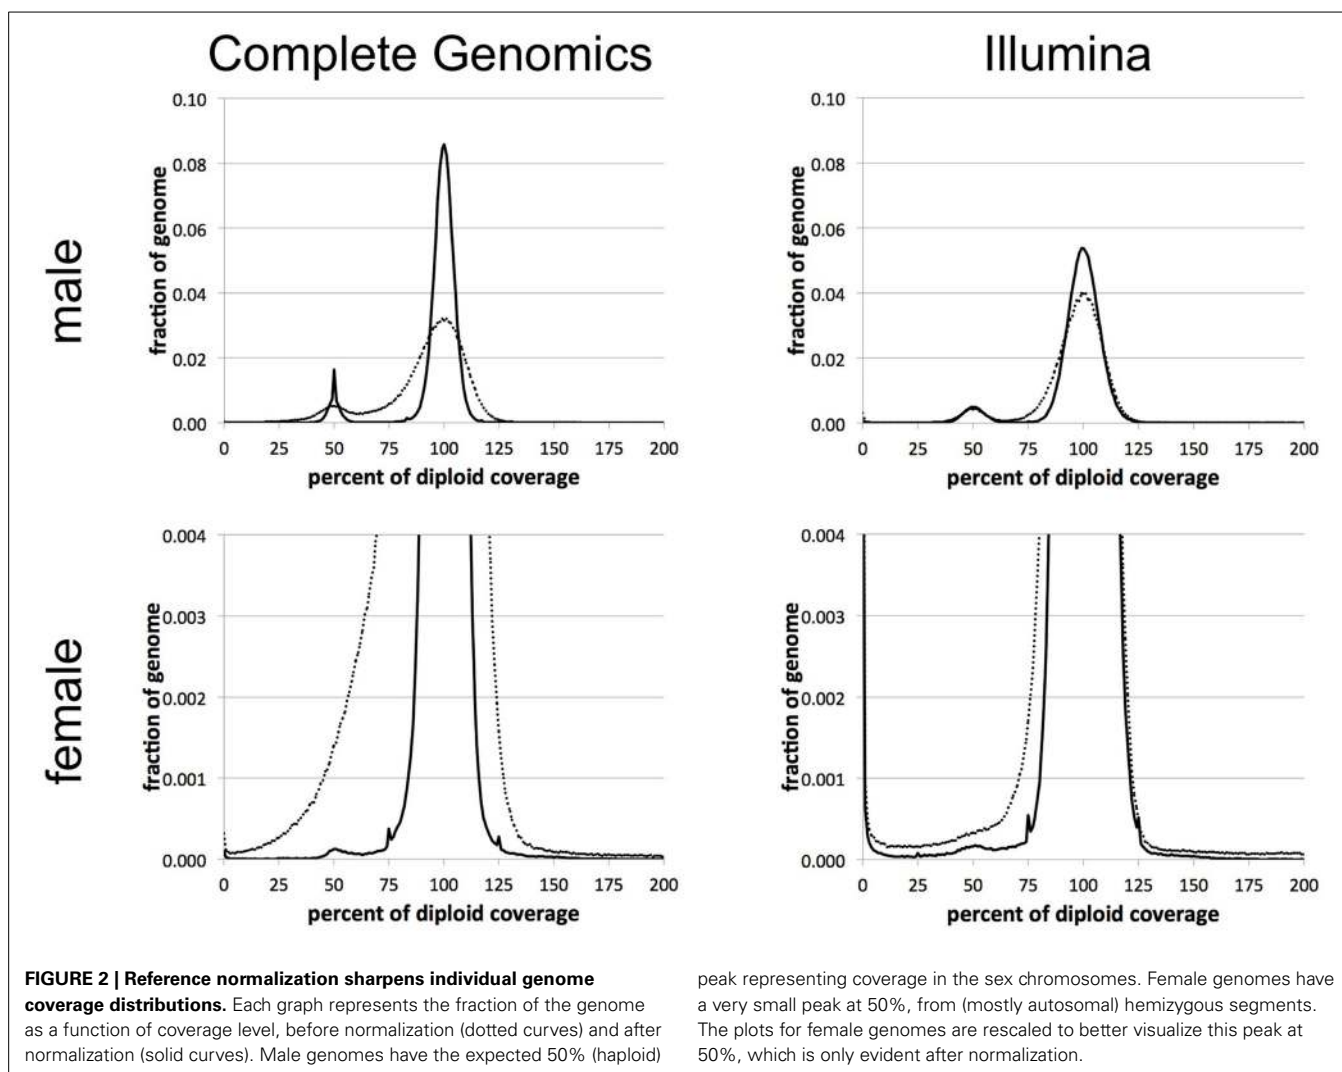 Complete Genomics
Illumina
male
female
0.10
0.08
0.06
0.04
0.02
0.00
fraction of genome
0 25 50 75 100 125 150 175 200
percent of diploid coverage
0.10
0.08
0.06
0.04
0.02
0.00
fraction of genome
0 25 50 75 100 125 150 175 200
percent of diploid coverage
0.004
0.003
0.002
0.001
0.000
fraction of genome
0 25 50 75 100 125 150 175 200
percent of diploid coverage
0.004
0.003
0.002
0.001
0.000
fraction of genome
0 25 50 75 100 125 150 175 200
percent of diploid coverage
FIGURE 2 | Reference normalization sharpens individual genome
coverage distributions. Each graph represents the fraction of the genome
as a function of coverage level, before normalization (dotted curves) and after
normalization (solid curves). Male genomes have the expected 50% (haploid)
peak representing coverage in the sex chromosomes. Female genomes have
a very small peak at 50%, from (mostly autosomal) hemizygous segments.
The plots for female genomes are rescaled to better visualize this peak at
50%, which is only evident after normalization.